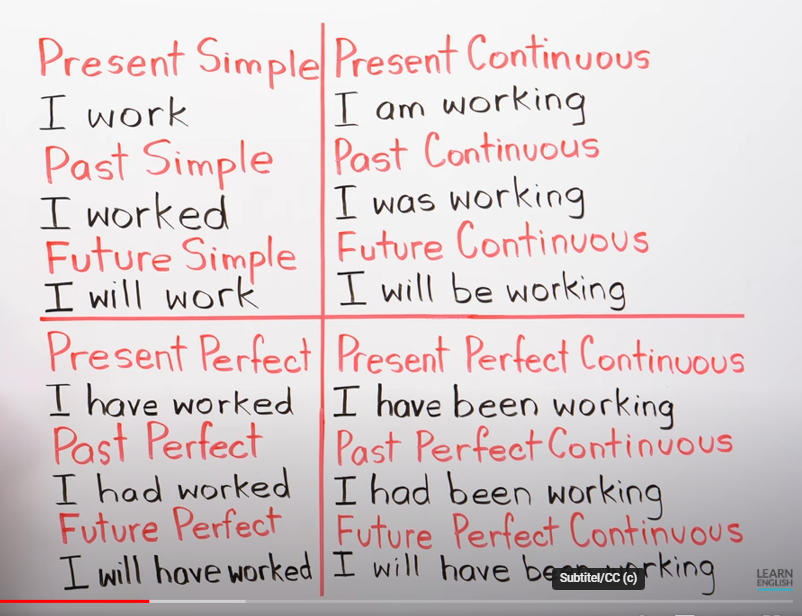 Present Simple
I work
Past Simple
I worked
Future Simple
I will work
Present Continuous
I am working
Past Continuous
I was working
Future Continuous
I will be working
Present Perfect
I have worked
Past Perfect
I had worked
Future Perfect
I will have worked
Present Perfect Continuous
I have been working
Past Perfect Continuous
I had been working
Future Perfect Continuous
I will have been working
Subtitel/CC (c)
LEARN
ENGLISH